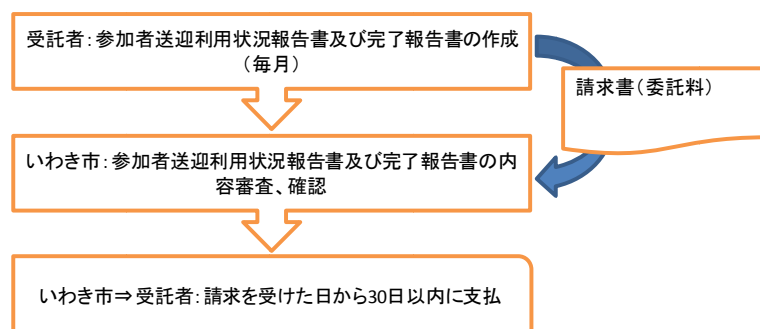 受託者：参加者送迎利用状況報告書及び完了報告書の作成
（毎月）
請求書（委託料）
いわき市：参加者送迎利用状況報告書及び完了報告書の内
容審査、確認
いわき市⇒受託者：請求を受けた日から30日以内に支払